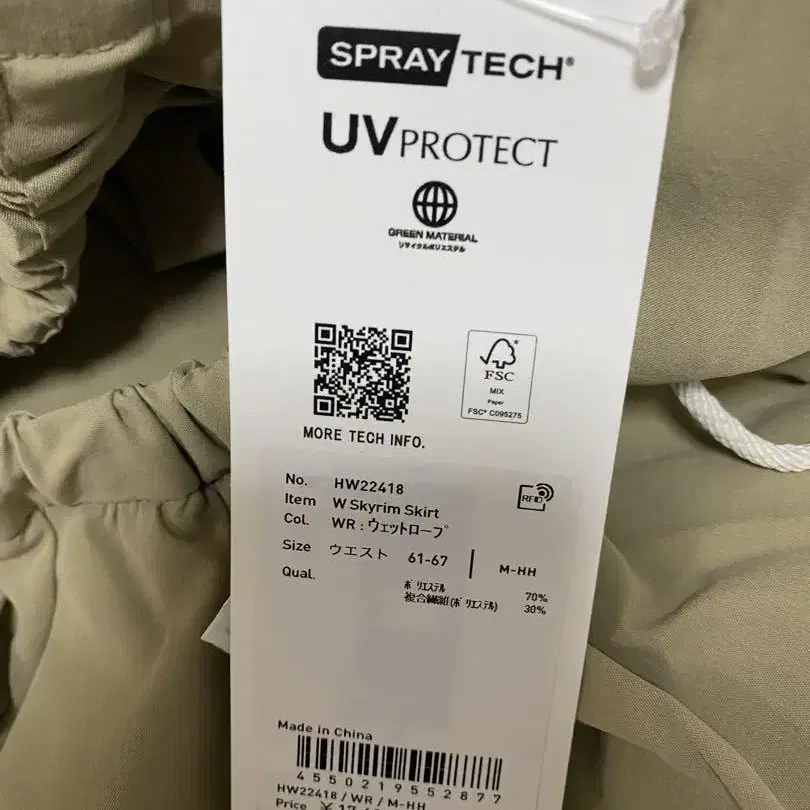 SPRAY TECH®
UV PROTECT
GREEN MATERIAL
リサイクルポリエステル
FSC
MIX
Paper
FSC® C095275
MORE TECH INFO.
No. HW22418
RFID
Item W Skyrim Skirt
Col. WR : ウェットロープ
Size ウエスト 61-67 | M-HH
Qual.
ポリエステル 70%
複合繊維(ポリエステル) 30%
Made in China
4550219552877
HW22418 / WR / M-HH
Price